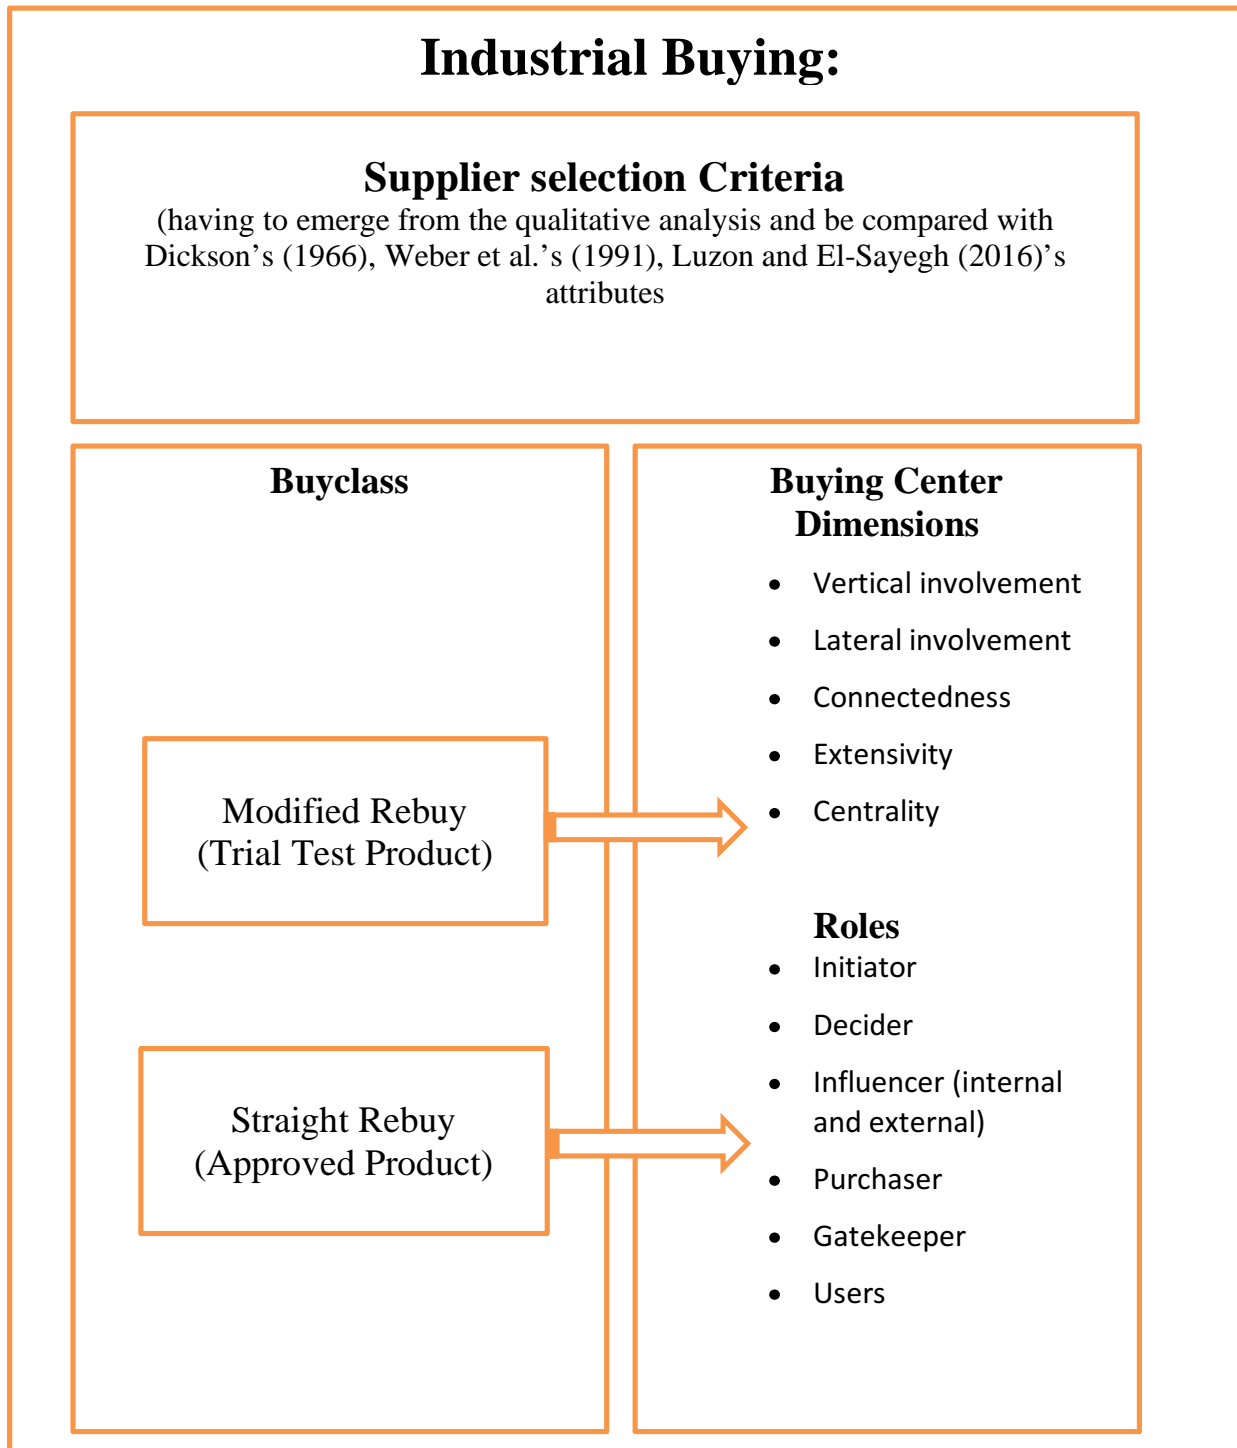 Industrial Buying:
Supplier selection Criteria
(having to emerge from the qualitative analysis and be compared with
Dickson’s (1966), Weber et al.’s (1991), Luzon and El-Sayegh (2016)’s
attributes
Buyclass
Modified Rebuy
(Trial Test Product)
Straight Rebuy
(Approved Product)
Buying Center
Dimensions
• Vertical involvement
• Lateral involvement
• Connectedness
• Extensivity
• Centrality
Roles
• Initiator
• Decider
• Influencer (internal
and external)
• Purchaser
• Gatekeeper
• Users